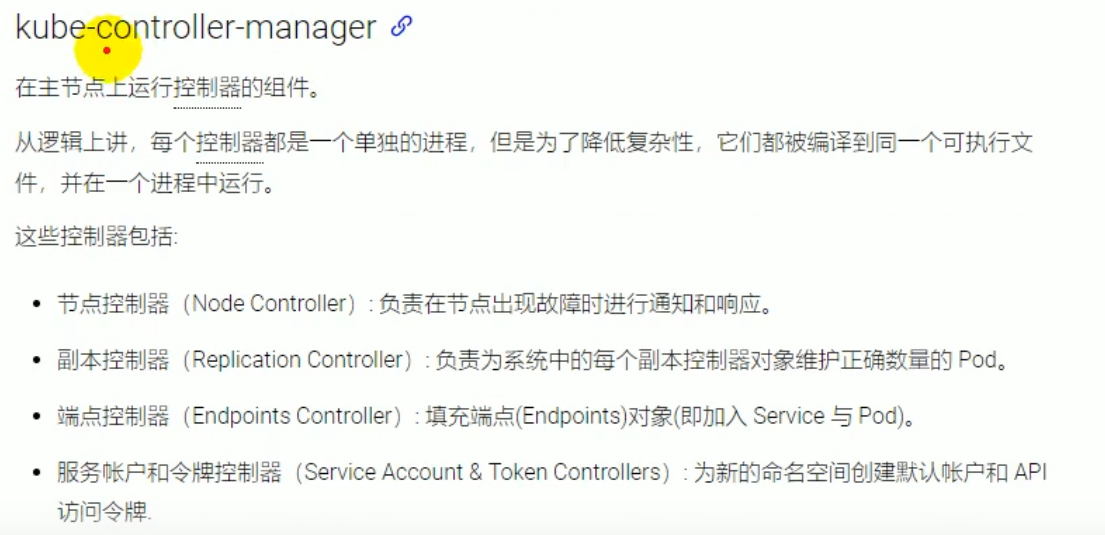 kube-controller-manager
在主节点上运行控制器的组件。
从逻辑上讲，每个控制器都是一个单独的进程，但是为了降低复杂性，它们都被编译到同一个可执行文
件，并在一个进程中运行。
这些控制器包括:
• 节点控制器（Node Controller）: 负责在节点出现故障时进行通知和响应。
• 副本控制器（Replication Controller）: 负责为系统中的每个副本控制器对象维护正确数量的 Pod。
• 端点控制器（Endpoints Controller）: 填充端点(Endpoints)对象(即加入 Service 与 Pod)。
• 服务帐户和令牌控制器（Service Account & Token Controllers）: 为新的命名空间创建默认帐户和 API
访问令牌.